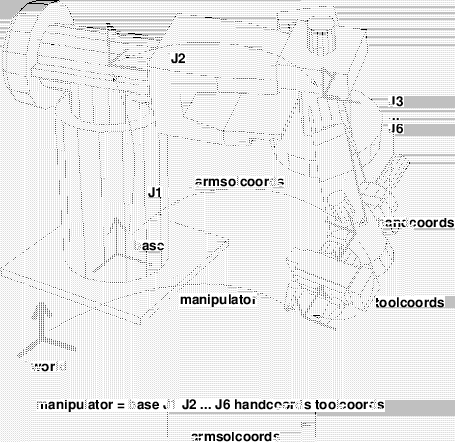 J2
J3
...
J6
armsolcoords
J1
handcoords
base
manipulator
toolcoords
world
manipulator = base J1 J2 ... J6 handcoords toolcoords
armsolcoords